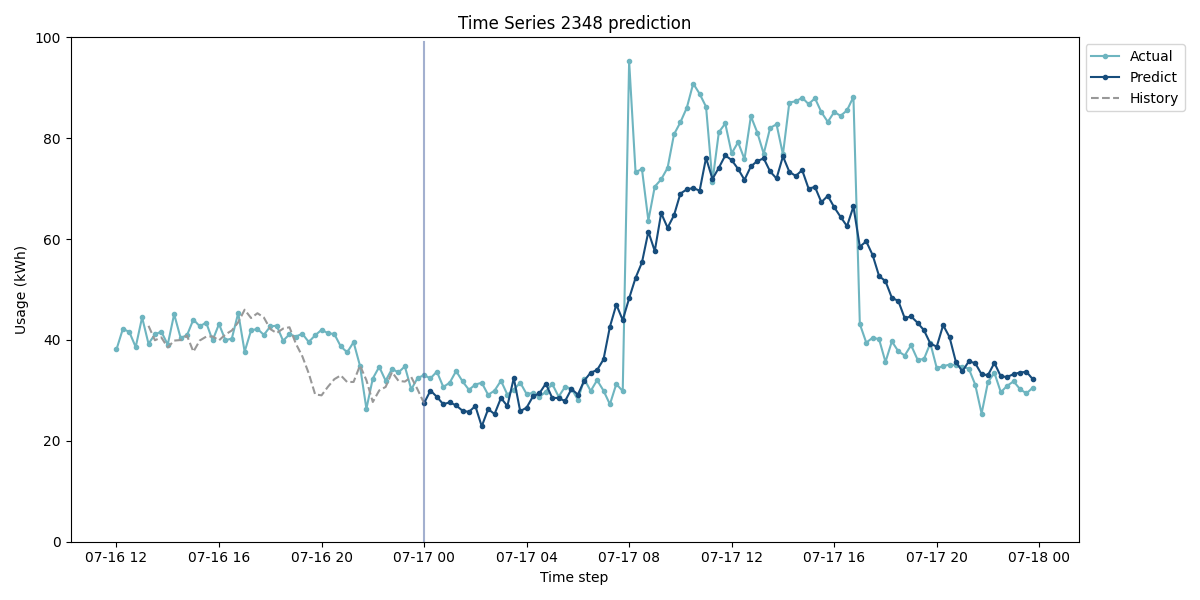 Time Series 2348 prediction
Usage (kWh)
100
80
60
40
20
0
07-16 12
07-16 16
07-16 20
07-17 00
07-17 04
07-17 08
07-17 12
07-17 16
07-17 20
07-18 00
Time step
Actual
Predict
History